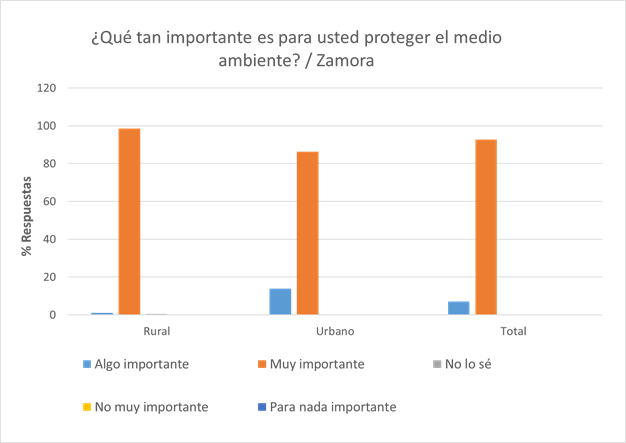 ¿Qué tan importante es para usted proteger el medio
ambiente? / Zamora
120
100
80
60
40
20
0
% Respuestas
Rural
Urbano
Total
Algo importante
Muy importante
No lo sé
No muy importante
Para nada importante